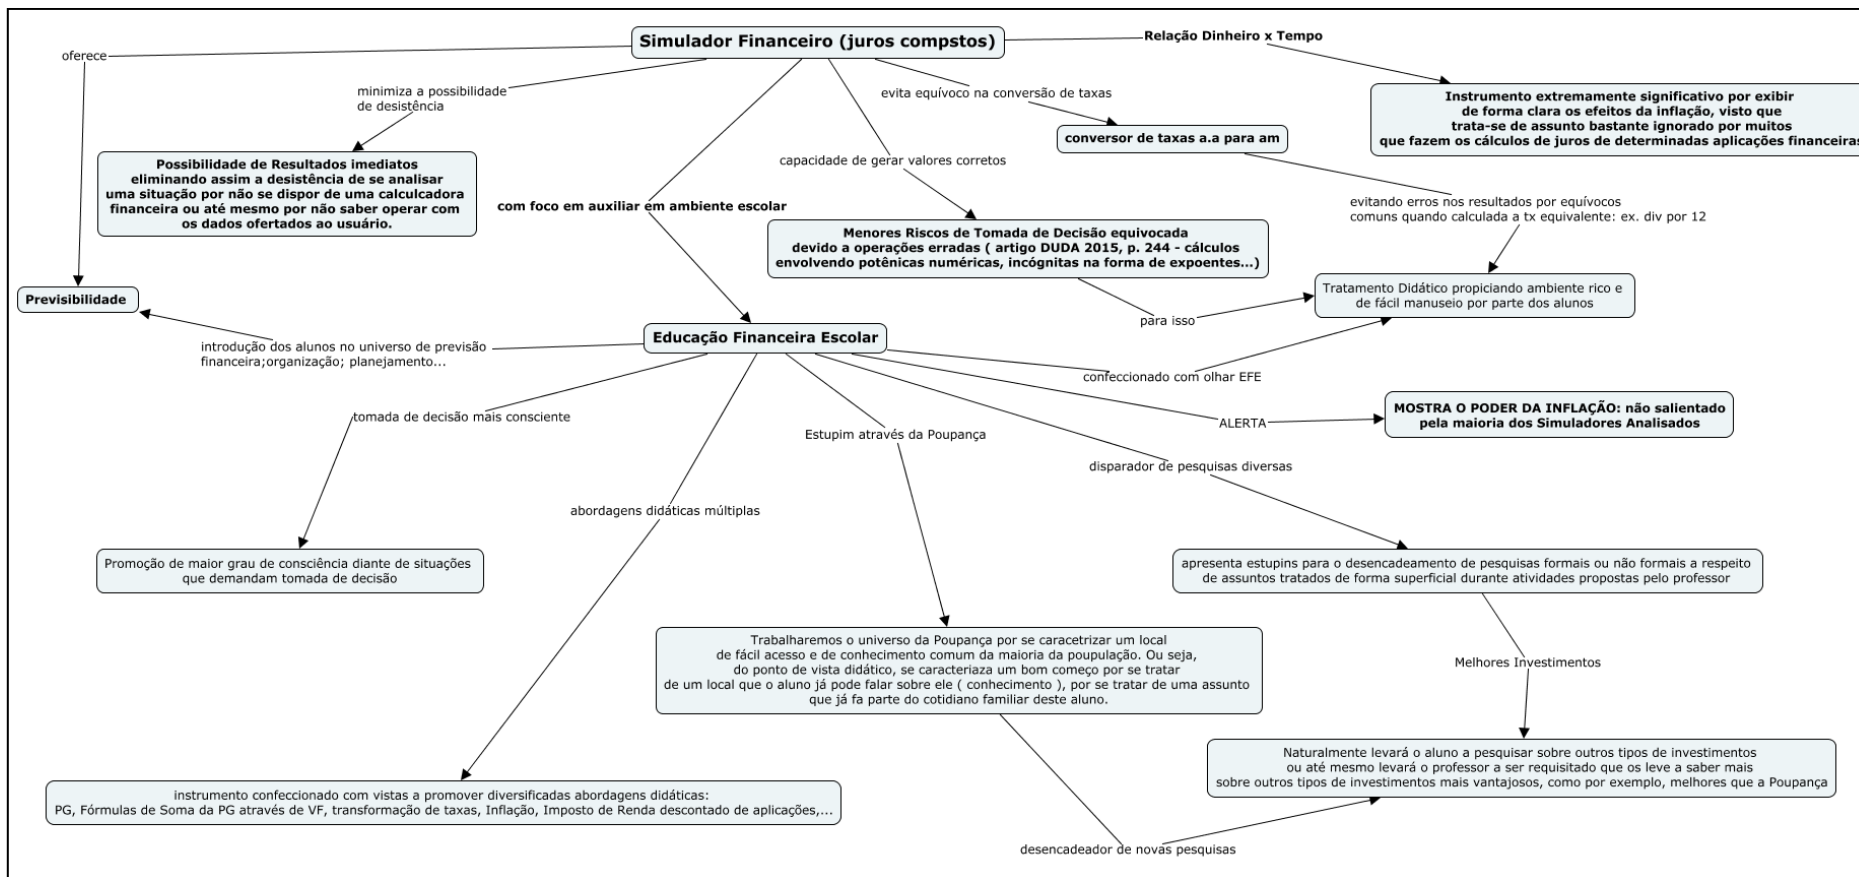 Simulador Financeiro (juros compstos)
Relação Dinheiro x Tempo
oferece
minimiza a possibilidade
de desistência
evita equívoco na conversão de taxas
Instrumento extremamente significativo por exibir
de forma clara os efeitos da inflação, visto que
trata-se de assunto bastante ignorado por muitos
que fazem os cálculos de juros de determinadas aplicações financeiras
conversor de taxas a.a para am
Possibilidade de Resultados imediatos
eliminando assim a desistência de se analisar
uma situação por não se dispor de uma calculcadora
financeira ou até mesmo por não saber operar com
os dados ofertados ao usuário.
capacidade de gerar valores corretos
com foco em auxiliar em ambiente escolar
evitando erros nos resultados por equívocos
comuns quando calculada a tx equivalente: ex. div por 12
Menores Riscos de Tomada de Decisão equivocada
devido a operações erradas ( artigo DUDA 2015, p. 244 - cálculos
envolvendo potênicas numéricas, incógnitas na forma de expoentes...)
Previsibilidade
Tratamento Didático propiciando ambiente rico e
de fácil manuseio por parte dos alunos
para isso
Educação Financeira Escolar
introdução dos alunos no universo de previsão
financeira;organização; planejamento...
confeccionado com olhar EFE
tomada de decisão mais consciente
Estupim através da Poupança
ALERTA
MOSTRA O PODER DA INFLAÇÃO: não salientado
pela maioria dos Simuladores Analisados
disparador de pesquisas diversas
abordagens didáticas múltiplas
Promoção de maior grau de consciência diante de situações
que demandam tomada de decisão
apresenta estupins para o desencadeamento de pesquisas formais ou não formais a respeito
de assuntos tratados de forma superficial durante atividades propostas pelo professor
Trabalharemos o universo da Poupança por se caracetrizar um local
de fácil acesso e de conhecimento comum da maioria da poupulação. Ou seja,
do ponto de vista didático, se caracteriaza um bom começo por se tratar
de um local que o aluno já pode falar sobre ele ( conhecimento ), por se tratar de uma assunto
que já fa parte do cotidiano familiar deste aluno.
Melhores Investimentos
Naturalmente levará o aluno a pesquisar sobre outros tipos de investimentos
ou até mesmo levará o professor a ser requisitado que os leve a saber mais
sobre outros tipos de investimentos mais vantajosos, como por exemplo, melhores que a Poupança
instrumento confeccionado com vistas a promover diversificadas abordagens didáticas:
PG, Fórmulas de Soma da PG através de VF, transformação de taxas, Inflação, Imposto de Renda descontado de aplicações,...
desencadeador de novas pesquisas